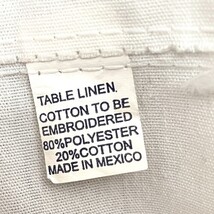 TABLE LINEN.
COTTON TO BE
EMBROIDERED
80%POLYESTER
20%COTTON
MADE IN MEXICO